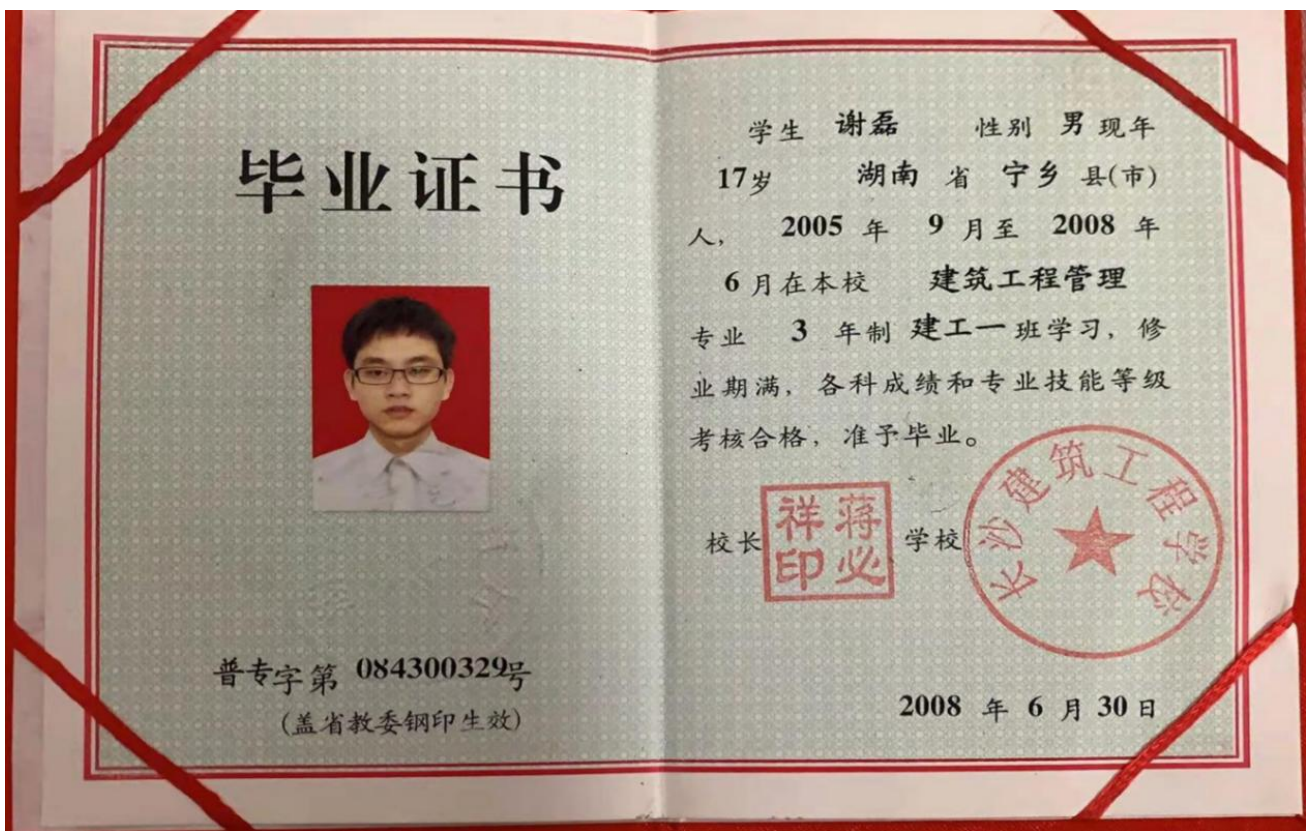 毕业证书
普专字第 084300329号
(盖省教委钢印生效)
学生 谢磊 性别 男 现年
17岁 湖南 省 宁乡 县(市)
人, 2005 年 9 月至 2008 年
6 月在本校 建筑工程管理
专业 3 年制 建工一 班学习, 修
业期满, 各科成绩和专业技能等级
考核合格, 准予毕业。
校长 蒋必祥印 学校
长沙建筑工程学校
2008 年 6 月 30 日